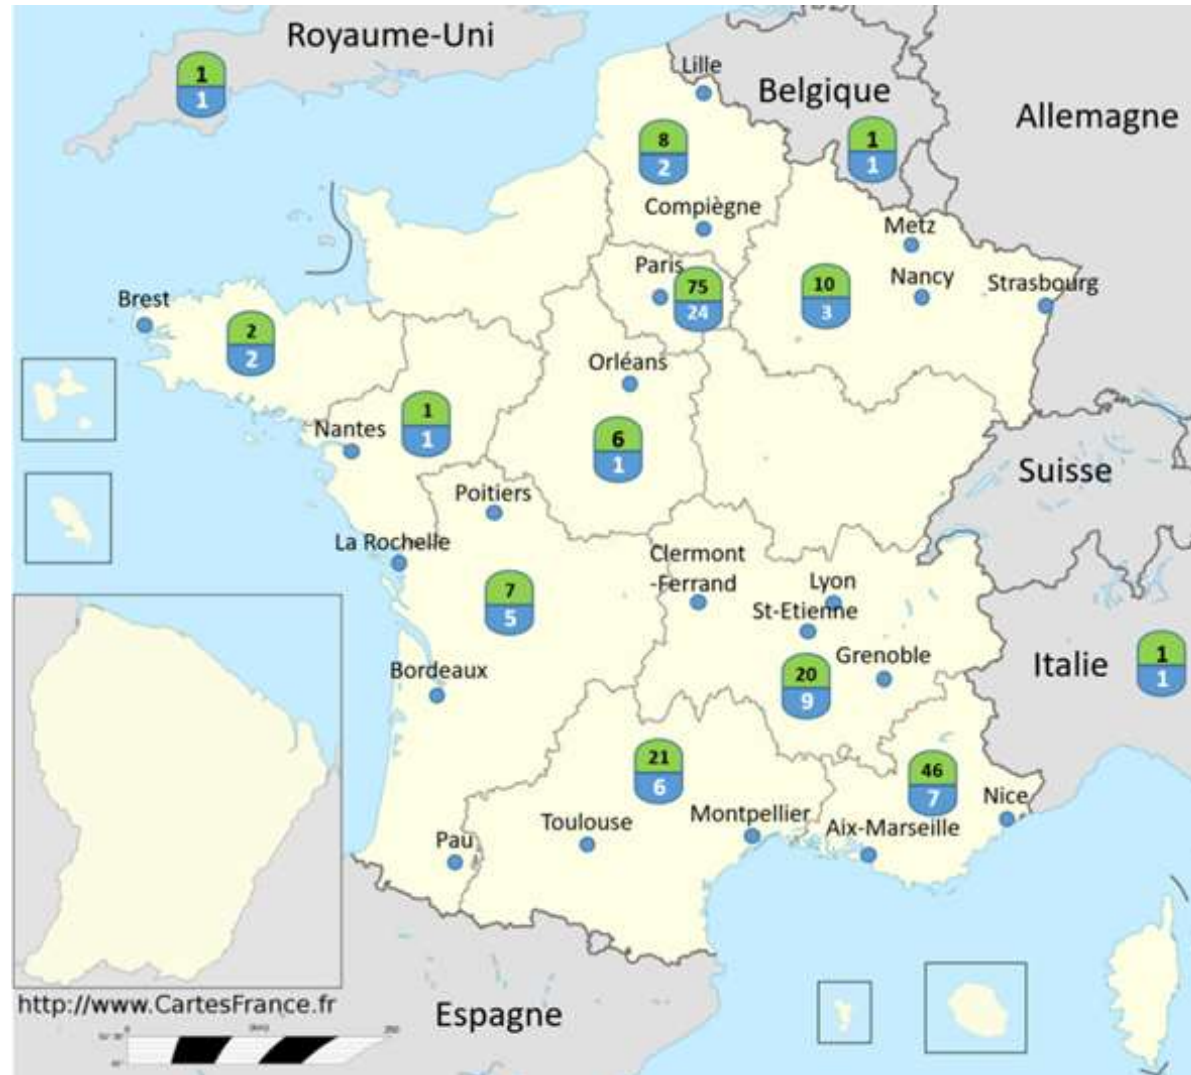 Royaume-Uni
1
1
Lille
Belgique
Allemagne
8
2
1
1
Compiègne
Metz
Paris
75
24
10
3
Nancy
Strasbourg
Brest
2
2
Orléans
1
1
Nantes
6
1
Suisse
Poitiers
La Rochelle
Clermont
-Ferrand
Lyon
St-Etienne
7
5
Grenoble
Italie
1
1
Bordeaux
20
9
21
6
46
7
Nice
Montpellier
Toulouse
Aix-Marseille
Pau
http://www.CartesFrance.fr
Espagne
0
250